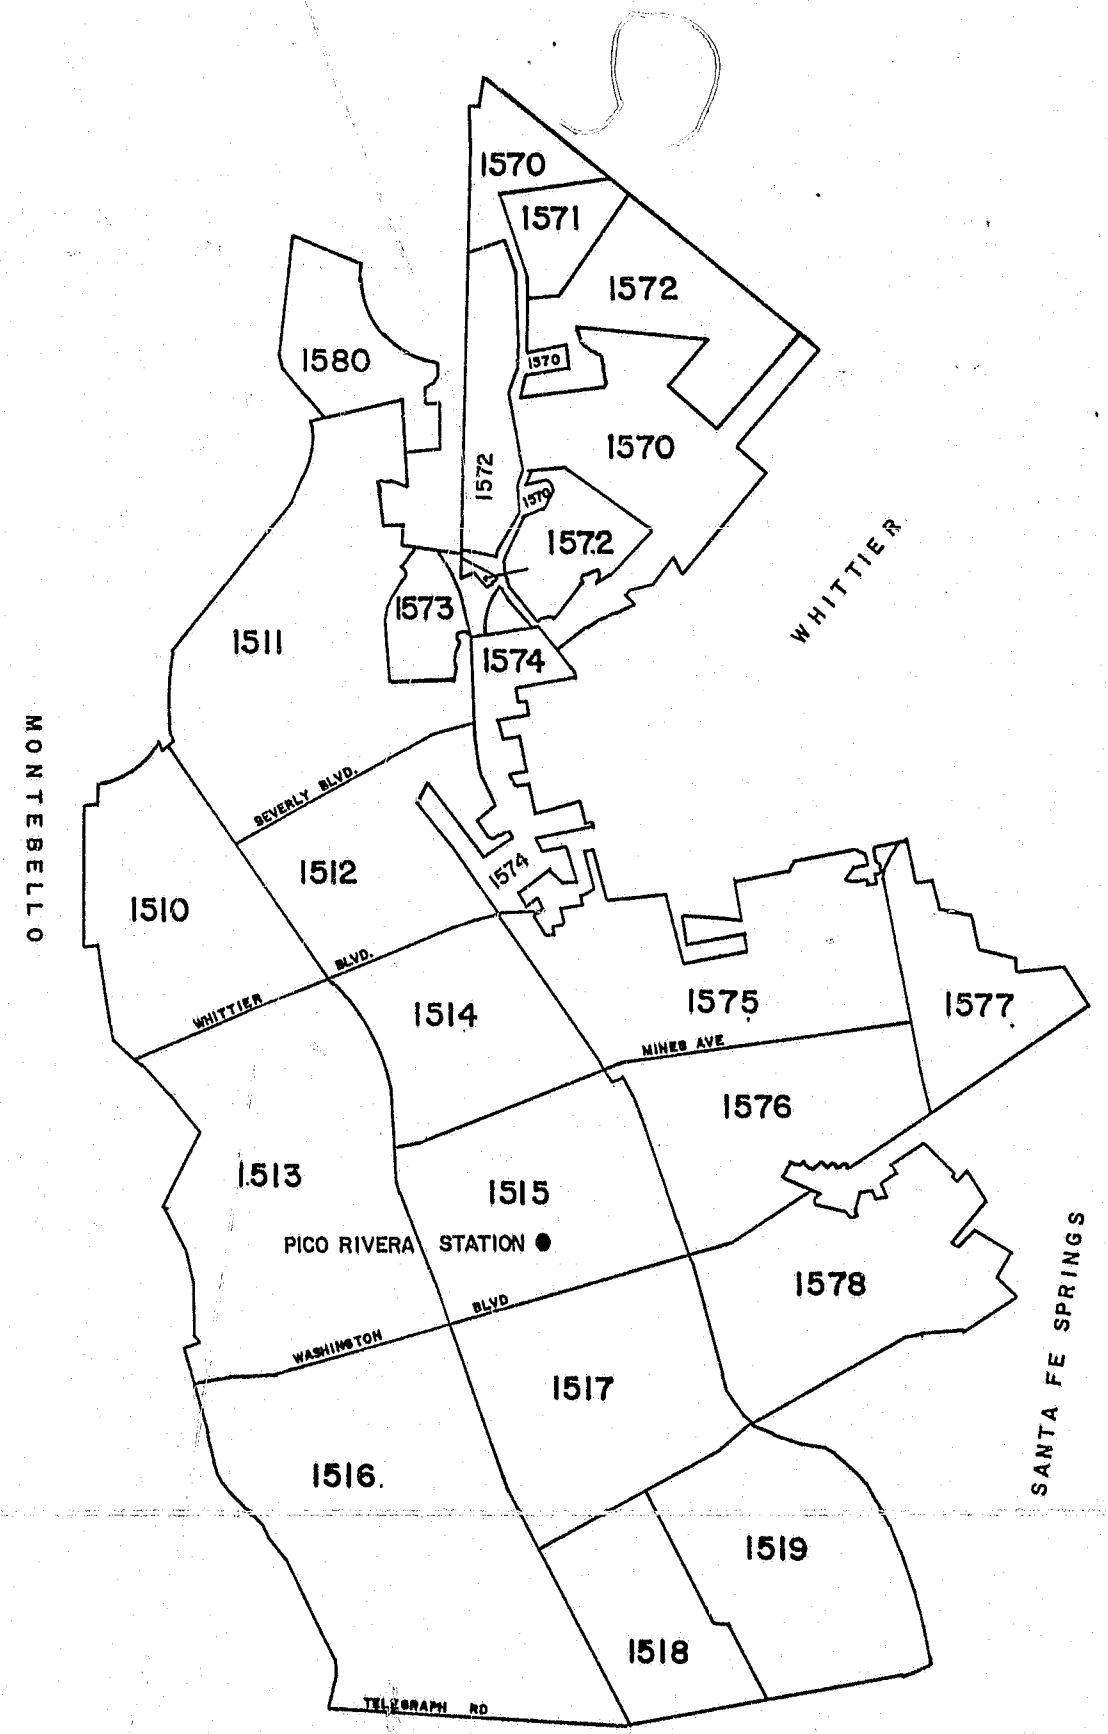 1570
1571
1572
1580
1570
1570
1572
1570
1572
1573
1511
1574
MONTEBELLO
WHITTIER
BEVERLY BLVD.
1512
1574
1510
BLVD.
WHITTIER
1514
1575
1577
MINES AVE
1576
1513
1515
PICO RIVERA STATION
1578
BLVD
WASHINGTON
SANTA FE SPRINGS
1517
1516
1519
1518
TELEGRAPH RD